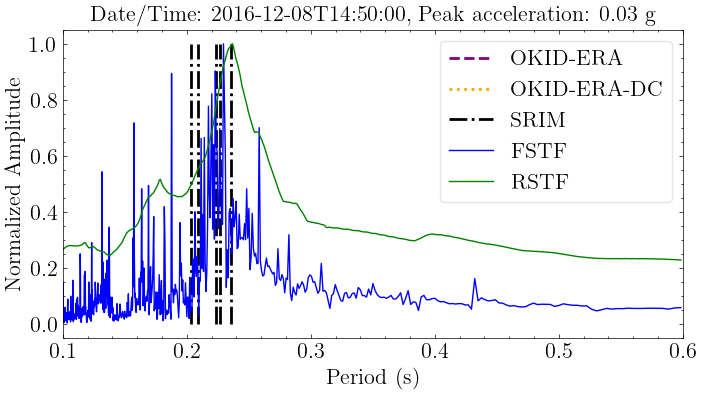 Date/Time: 2016-12-08T14:50:00, Peak acceleration: 0.03 g
Normalized Amplitude
1.0
0.8
0.6
0.4
0.2
0.0
OKID-ERA
OKID-ERA-DC
SRIM
FSTF
RSTF
0.1 0.2 0.3 0.4 0.5 0.6
Period (s)